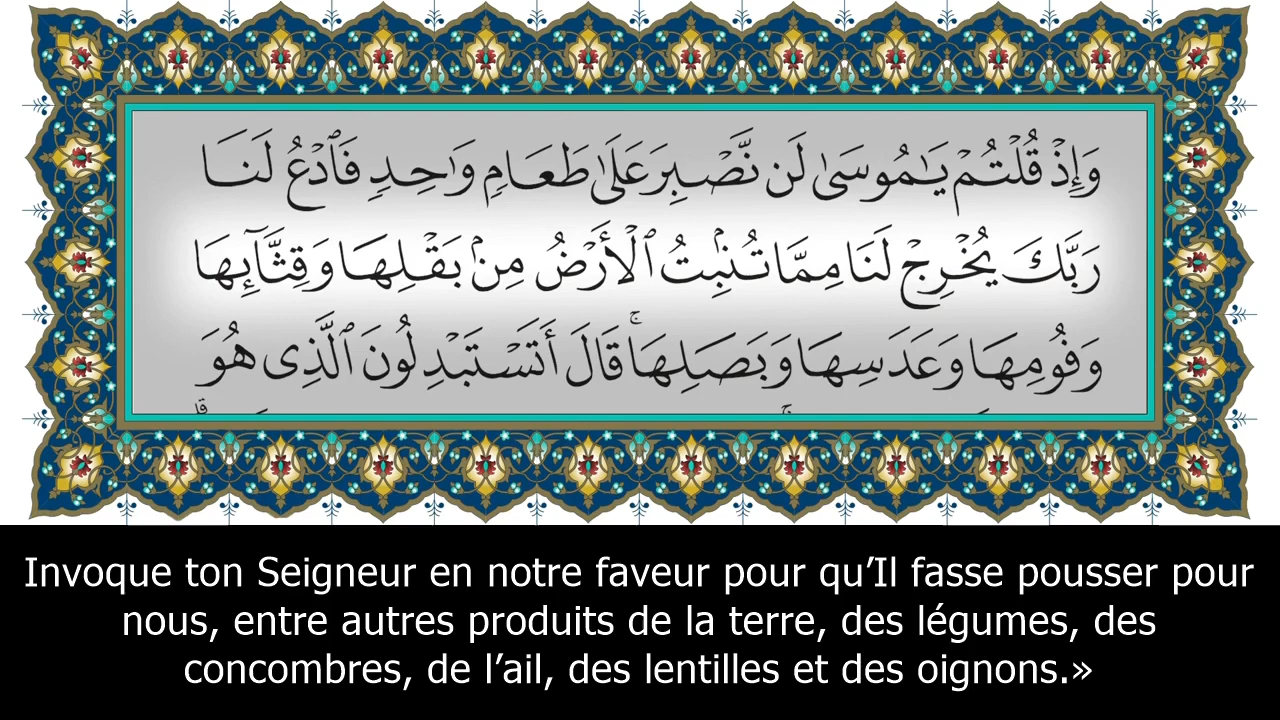 وَإِذْ قُلْتُمْ يَـٰمُوسَىٰ لَن نَّصْبِرَ عَلَىٰ طَعَامٍ وَٰحِدٍ فَٱدْعُ لَنَا
رَبَّكَ يُخْرِجْ لَنَا مِمَّا تُنۢبِتُ ٱلْأَرْضُ مِنۢ بَقْلِهَا وَقِثَّآئِهَا
وَفُومِهَا وَعَدَسِهَا وَبَصَلِهَا ۖ قَالَ أَتَسْتَبْدِلُونَ ٱلَّذِى هُوَ
Invoque ton Seigneur en notre faveur pour qu’Il fasse pousser pour
nous, entre autres produits de la terre, des légumes, des
concombres, de l’ail, des lentilles et des oignons.»